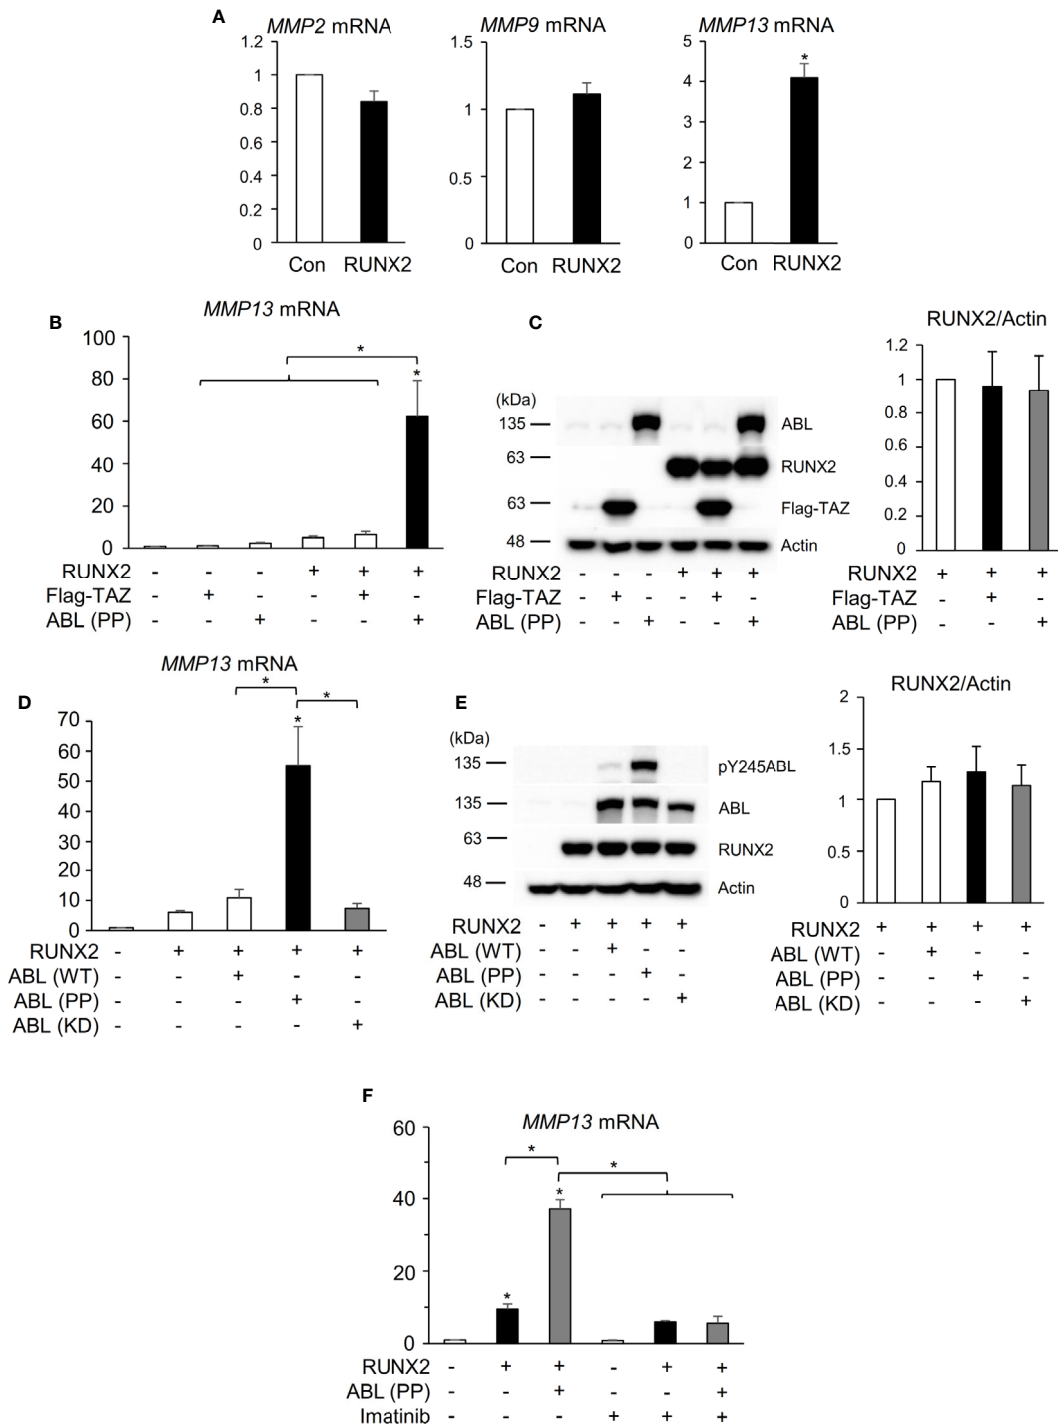 A
MMP2 mRNA
MMP9 mRNA
MMP13 mRNA
1.2
1
0.8
0.6
0.4
0.2
0
Con RUNX2
1.5
1
0.5
0
Con RUNX2
5
4
3
2
1
0
*
Con RUNX2
B
MMP13 mRNA
100
80
60
40
20
0
*
*
RUNX2 - - - + + +
Flag-TAZ - + - - + -
ABL (PP) - - + - - +
C
(kDa)
135 ABL
63 RUNX2
63 Flag-TAZ
48 Actin
RUNX2 - - - + + +
Flag-TAZ - + - - + -
ABL (PP) - - + - - +
RUNX2/Actin
1.2
1
0.8
0.6
0.4
0.2
0
RUNX2 + + +
Flag-TAZ - + -
ABL (PP) - - +
D
MMP13 mRNA
70
60
50
40
30
20
10
0
* *
*
RUNX2 - + + + +
ABL (WT) - - + - -
ABL (PP) - - - + -
ABL (KD) - - - - +
E
(kDa)
135 pY245ABL
135 ABL
63 RUNX2
48 Actin
RUNX2 - + + + +
ABL (WT) - - + - -
ABL (PP) - - - + -
ABL (KD) - - - - +
RUNX2/Actin
2
1.5
1
0.5
0
RUNX2 + + + +
ABL (WT) - + - -
ABL (PP) - - + -
ABL (KD) - - - +
F
MMP13 mRNA
60
40
20
0
*
*
*
*
RUNX2 - + + - + +
ABL (PP) - - + - - +
Imatinib - - - + + +